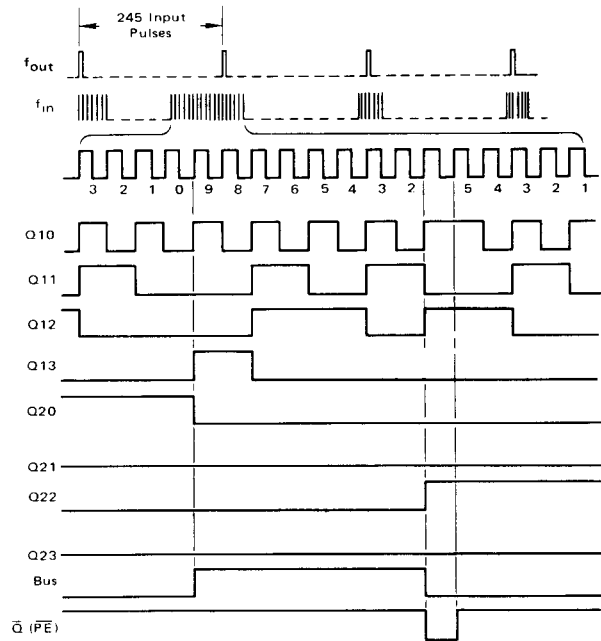 245 Input
Pulses
fout
fin
3 2 1 0 9 8 7 6 5 4 3 2 5 4 3 2 1
Q10
Q11
Q12
Q13
Q20
Q21
Q22
Q23
Bus
Q̅ (P̅E̅)